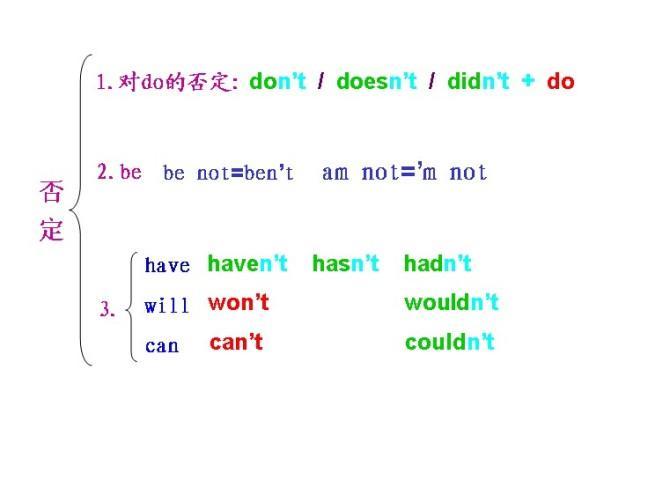 否定
1.对do的否定: don't / doesn't / didn't + do
2.be be not=ben't am not='m not
3.
have haven't hasn't hadn't
will won't wouldn't
can can't couldn't